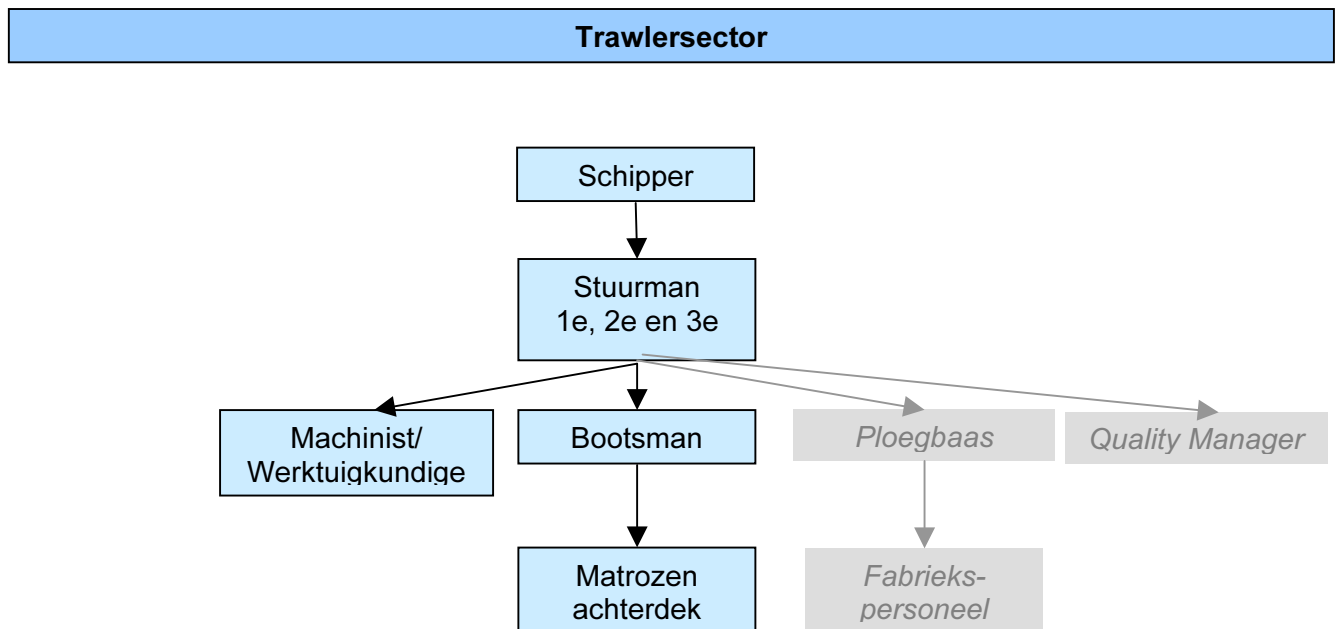 Trawlersector
Schipper
Stuurman
1e, 2e en 3e
Machinist/
Werktuigkundige
Bootsman
Ploegbaas
Quality Manager
Matrozen
achterdek
Fabrieks-
personeel